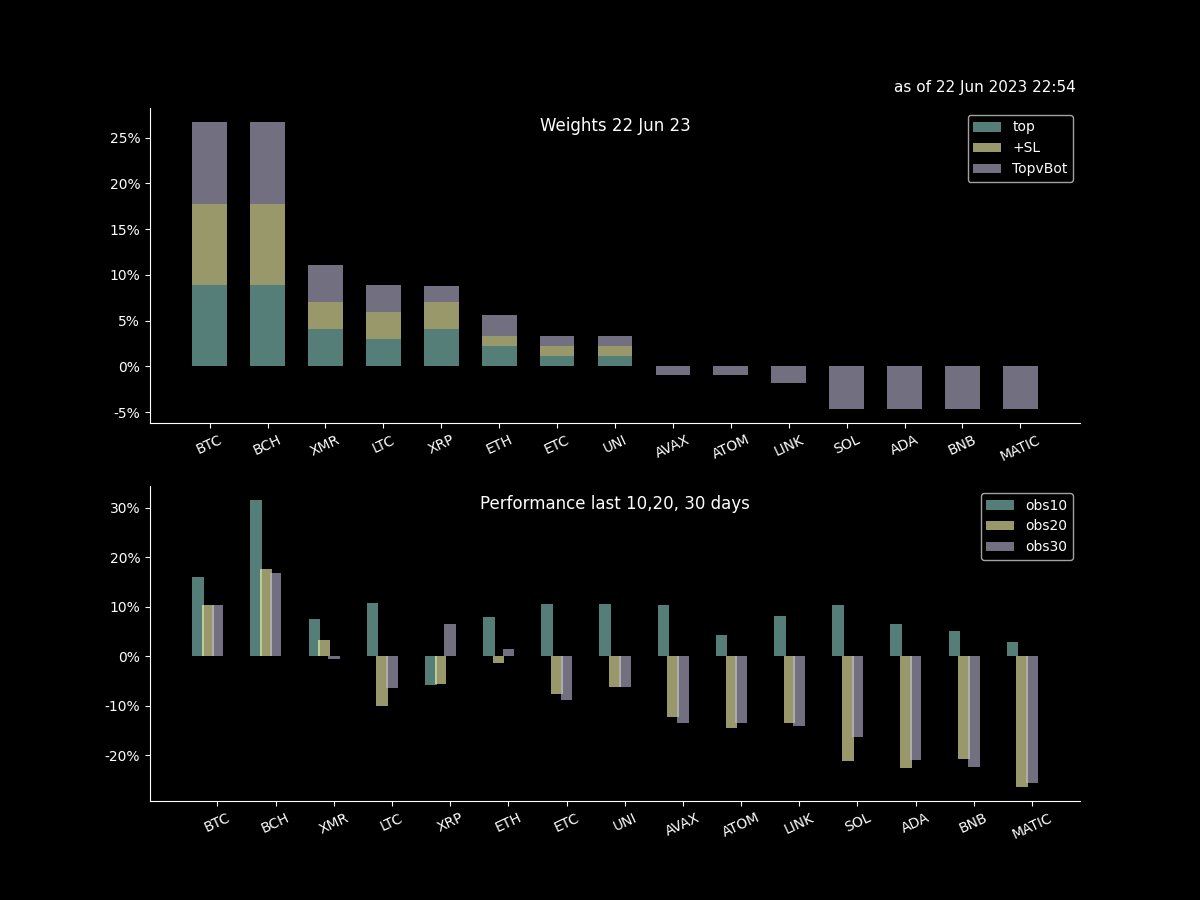 as of 22 Jun 2023 22:54
Weights 22 Jun 23
top
+SL
TopvBot
25%
20%
15%
10%
5%
0%
-5%
BTC BCH XMR LTC XRP ETH ETC UNI AVAX ATOM LINK SOL ADA BNB MATIC
Performance last 10,20, 30 days
obs10
obs20
obs30
30%
20%
10%
0%
-10%
-20%
BTC BCH XMR LTC XRP ETH ETC UNI AVAX ATOM LINK SOL ADA BNB MATIC